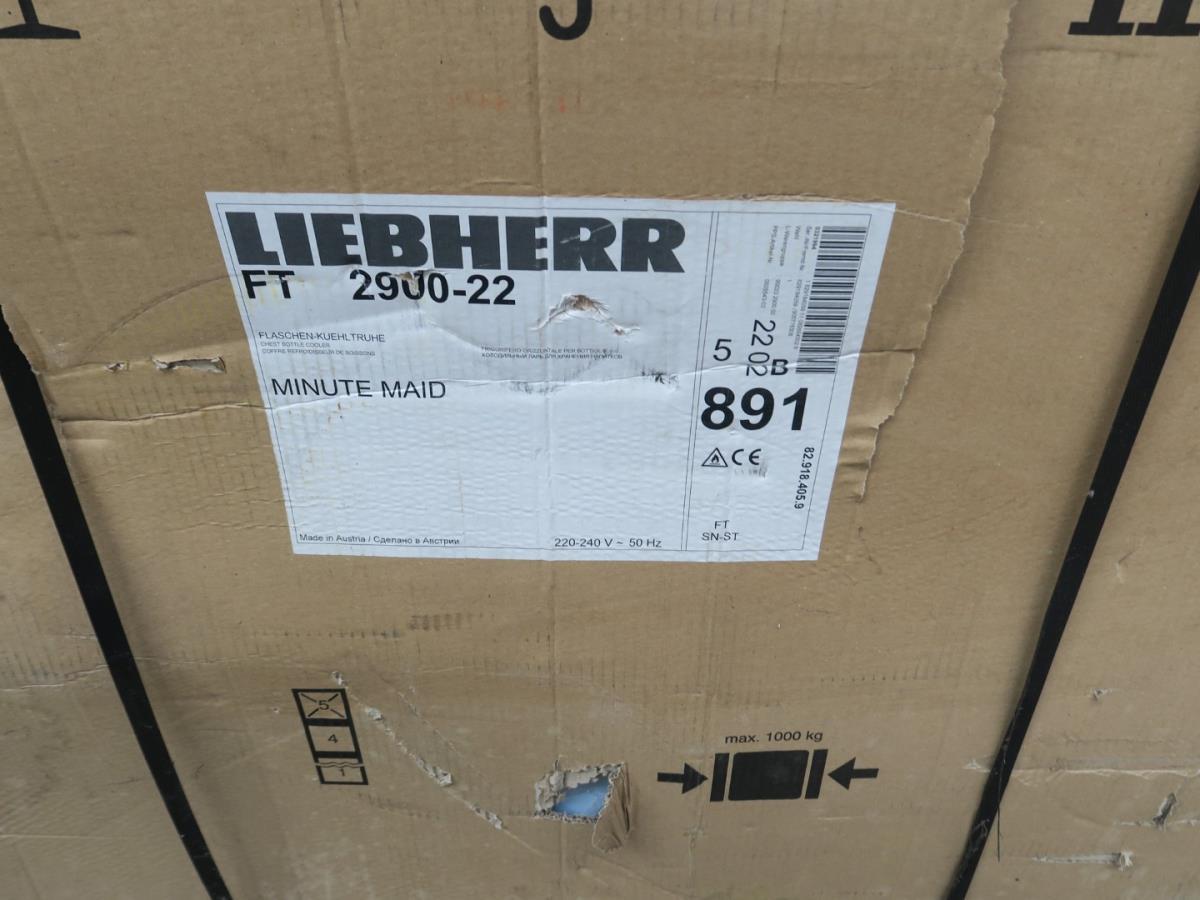 LIEBHERR
FT 2900-22
FLASCHEN-KUEHLTRUHE
CHEST BOTTLE COOLER
COFFRE REFROIDISSEUR DE BOISSONS
MINUTE MAID
Made in Austria / Сделано в Австрии
220-240 V ~ 50 Hz
5
22 02
B
891
CE
82.918.405.9
FT
SN-ST
5
4
1
max. 1000 kg